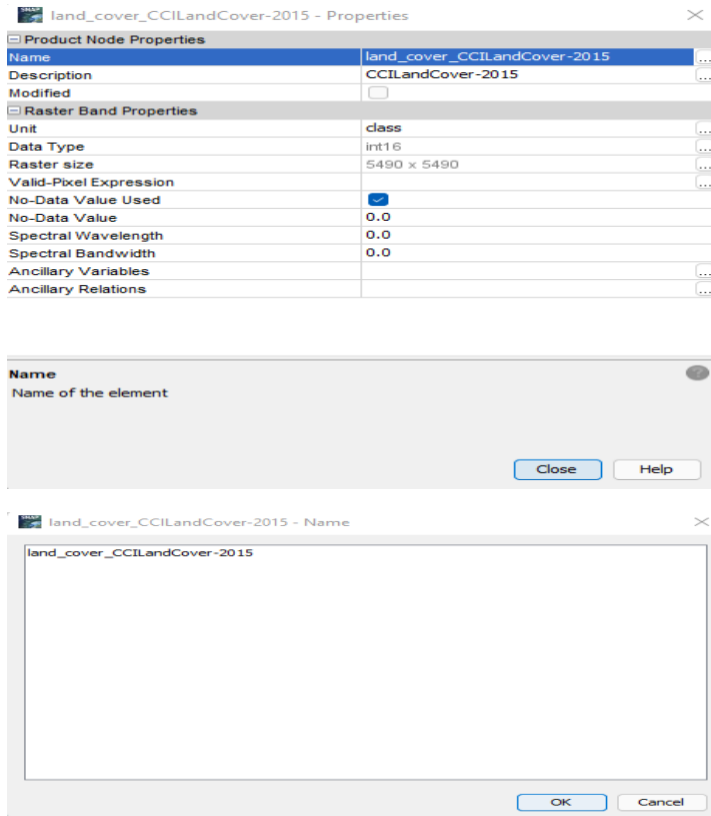 SNAP land_cover_CCILandCover-2015 - Properties
Product Node Properties
Name land_cover_CCILandCover-2015 ...
Description CCILandCover-2015 ...
Modified
Raster Band Properties
Unit class ...
Data Type int16 ...
Raster size 5490 x 5490 ...
Valid-Pixel Expression ...
No-Data Value Used
No-Data Value 0.0
Spectral Wavelength 0.0
Spectral Bandwidth 0.0
Ancillary Variables ...
Ancillary Relations ...
Name ?
Name of the element
Close Help
SNAP land_cover_CCILandCover-2015 - Name
land_cover_CCILandCover-2015
OK Cancel